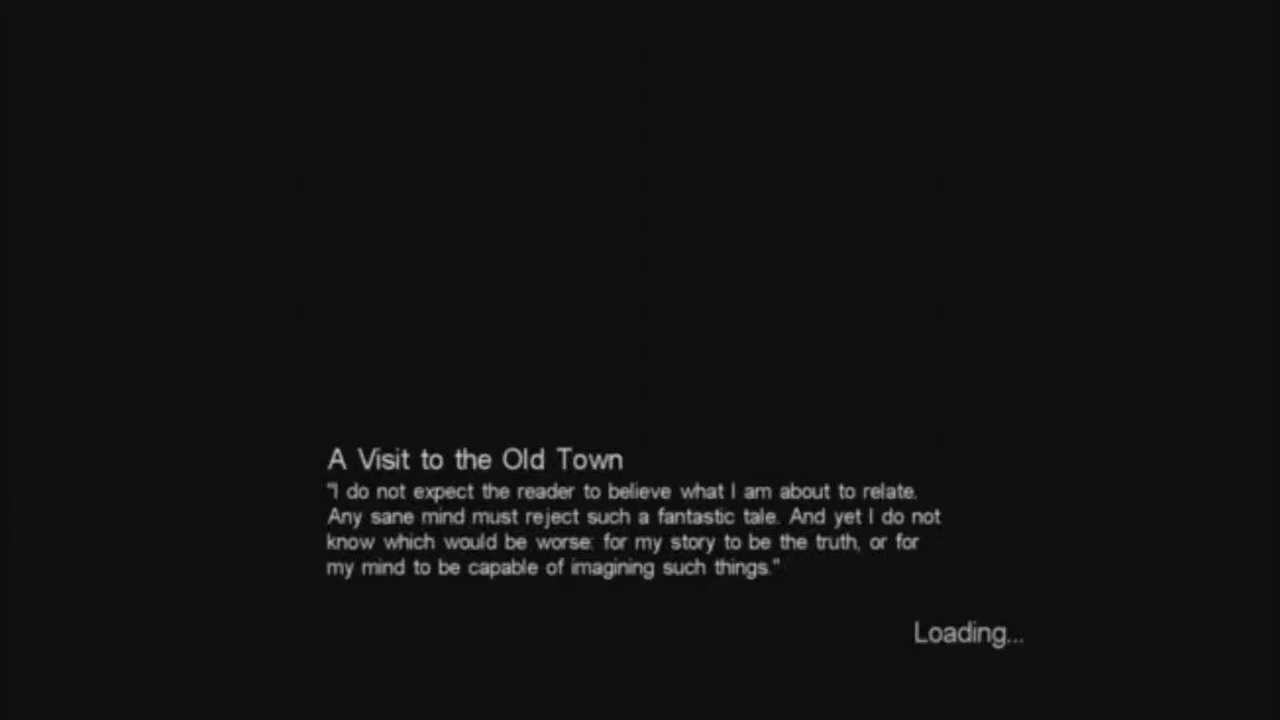 A Visit to the Old Town
"I do not expect the reader to believe what I am about to relate.
Any sane mind must reject such a fantastic tale. And yet I do not
know which would be worse: for my story to be the truth, or for
my mind to be capable of imagining such things."
Loading...